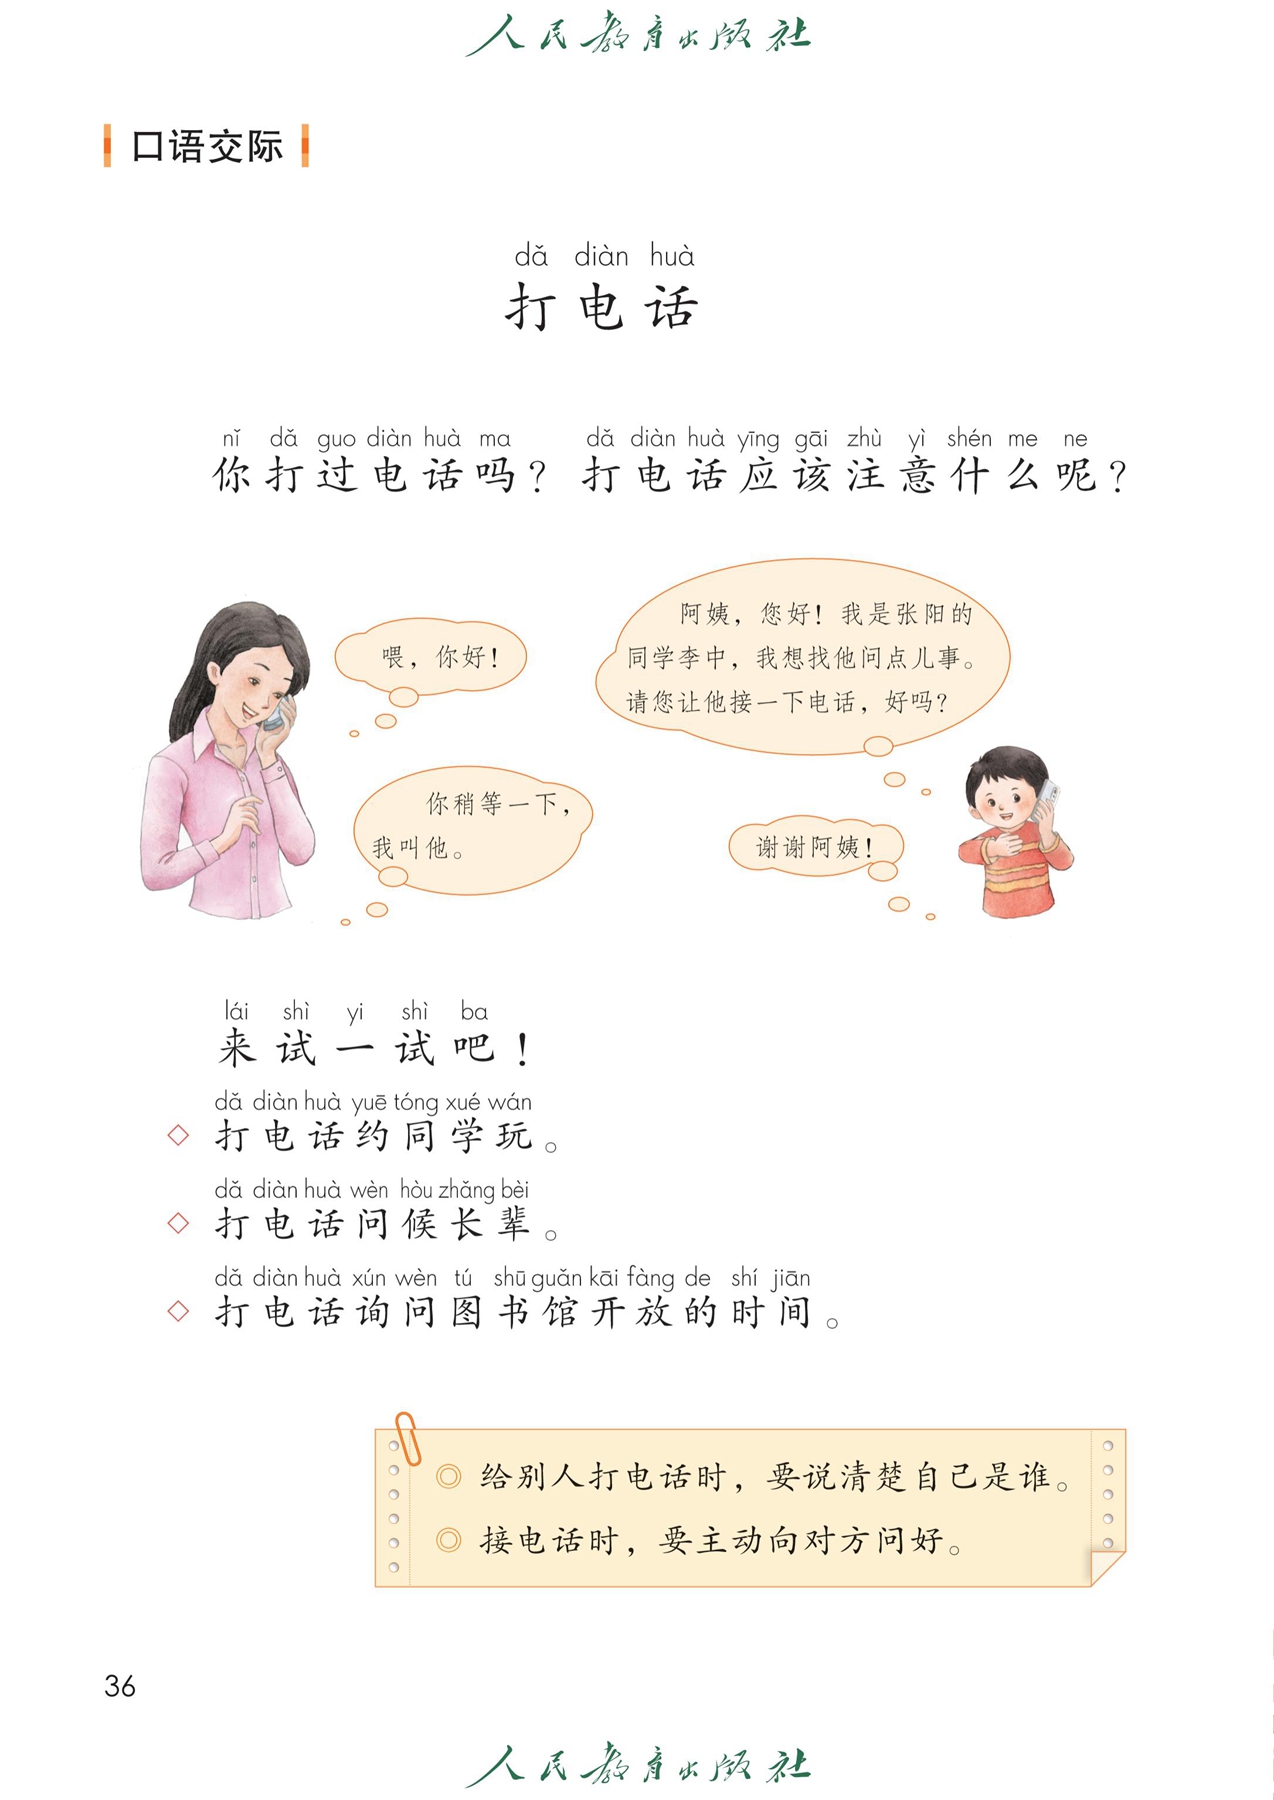 人民教育出版社
口语交际
dǎ diàn huà
打电话
nǐ dǎ guo diàn huà ma dǎ diàn huà yīng gāi zhù yì shén me ne
你打过电话吗？打电话应该注意什么呢？
喂，你好！
阿姨，您好！我是张阳的
同学李中，我想找他问点儿事。
请您让他接一下电话，好吗？
你稍等一下，
我叫他。
谢谢阿姨！
lái shì yi shì ba
来试一试吧！
dǎ diàn huà yuē tóng xué wán
◇ 打电话约同学玩。
dǎ diàn huà wèn hòu zhǎng bèi
◇ 打电话问候长辈。
dǎ diàn huà xún wèn tú shū guǎn kāi fàng de shí jiān
◇ 打电话询问图书馆开放的时间。
◎ 给别人打电话时，要说清楚自己是谁。
◎ 接电话时，要主动向对方问好。
36
人民教育出版社